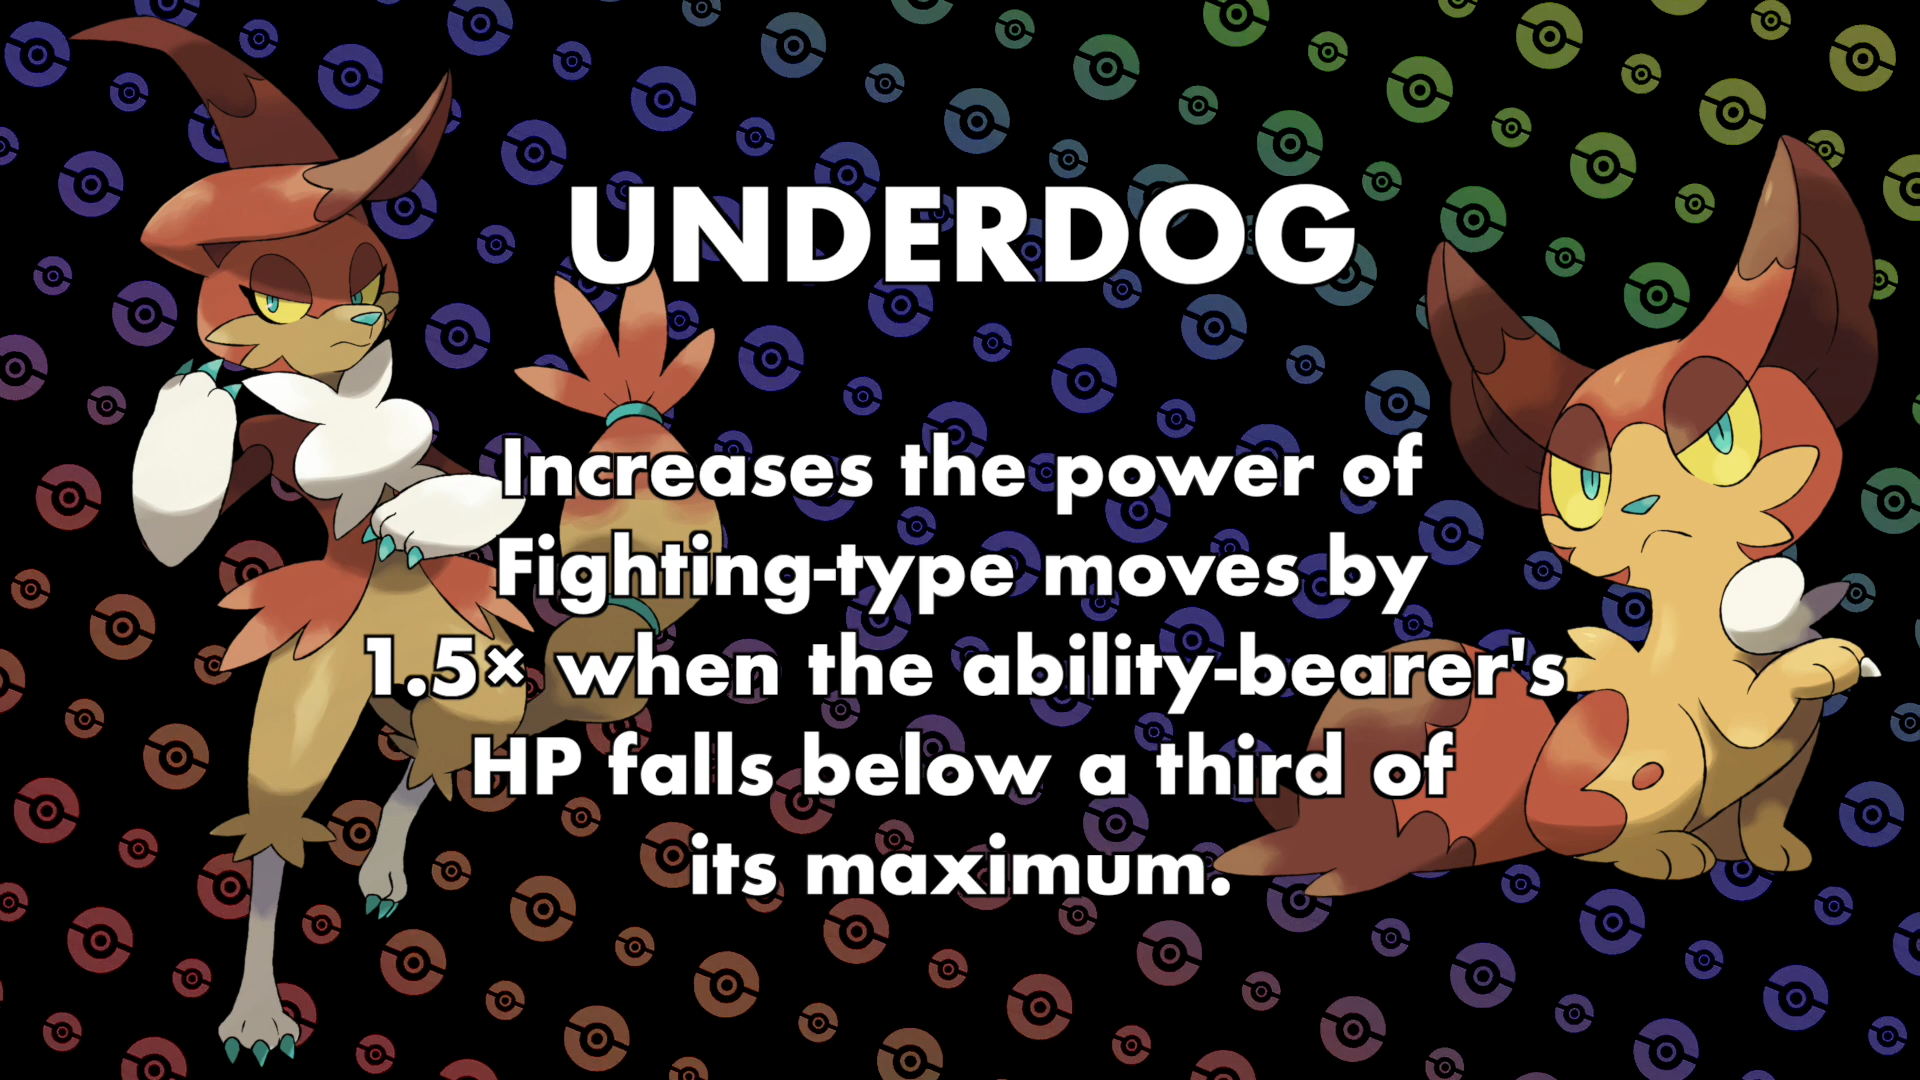 UNDERDOG
Increases the power of
Fighting-type moves by
1.5× when the ability-bearer's
HP falls below a third of
its maximum.